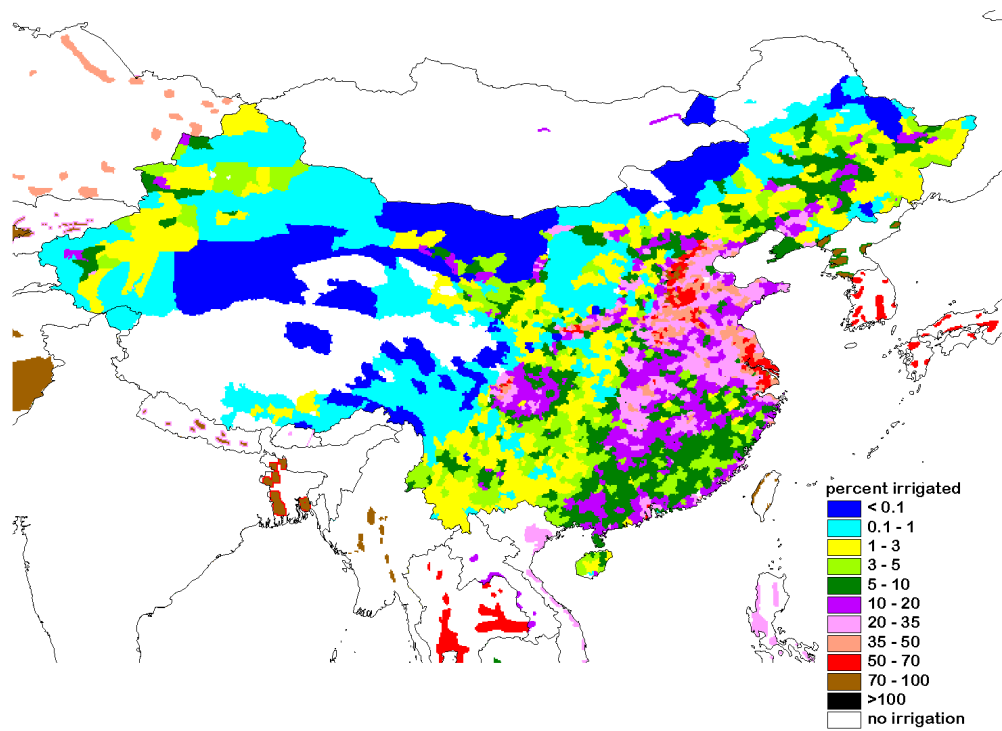 percent irrigated
< 0.1
0.1 - 1
1 - 3
3 - 5
5 - 10
10 - 20
20 - 35
35 - 50
50 - 70
70 - 100
>100
no irrigation